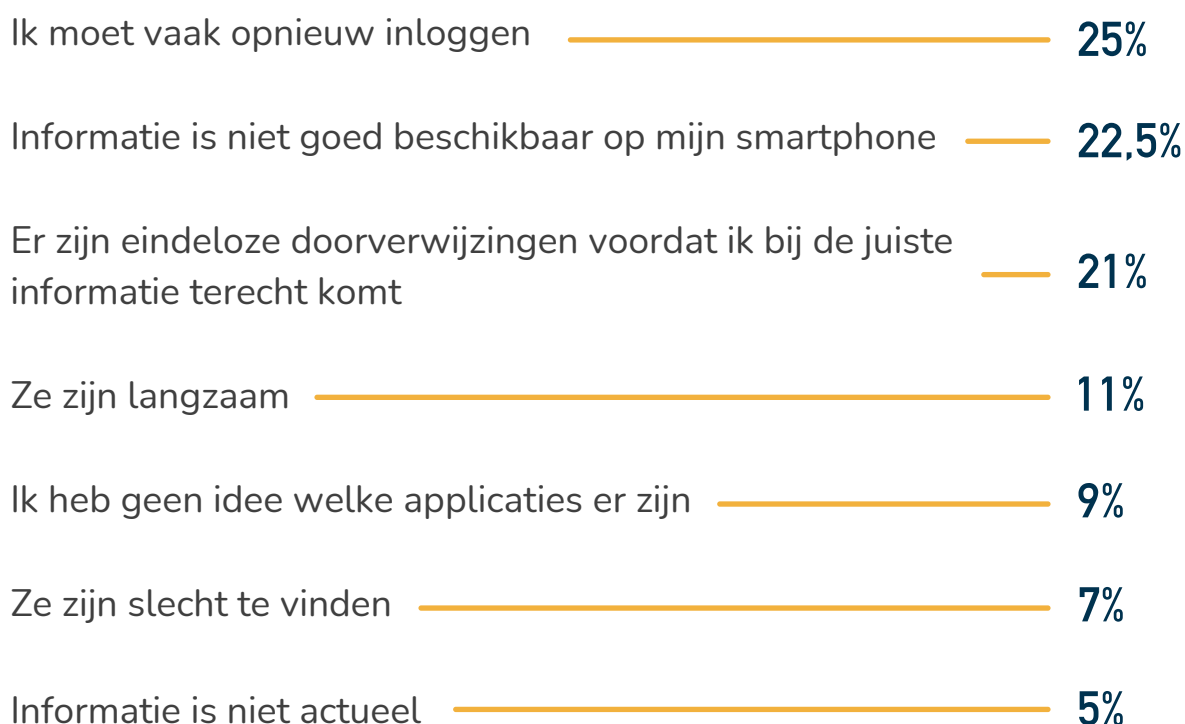 Ik moet vaak opnieuw inloggen 25%
Informatie is niet goed beschikbaar op mijn smartphone 22,5%
Er zijn eindeloze doorverwijzingen voordat ik bij de juiste
informatie terecht komt 21%
Ze zijn langzaam 11%
Ik heb geen idee welke applicaties er zijn 9%
Ze zijn slecht te vinden 7%
Informatie is niet actueel 5%